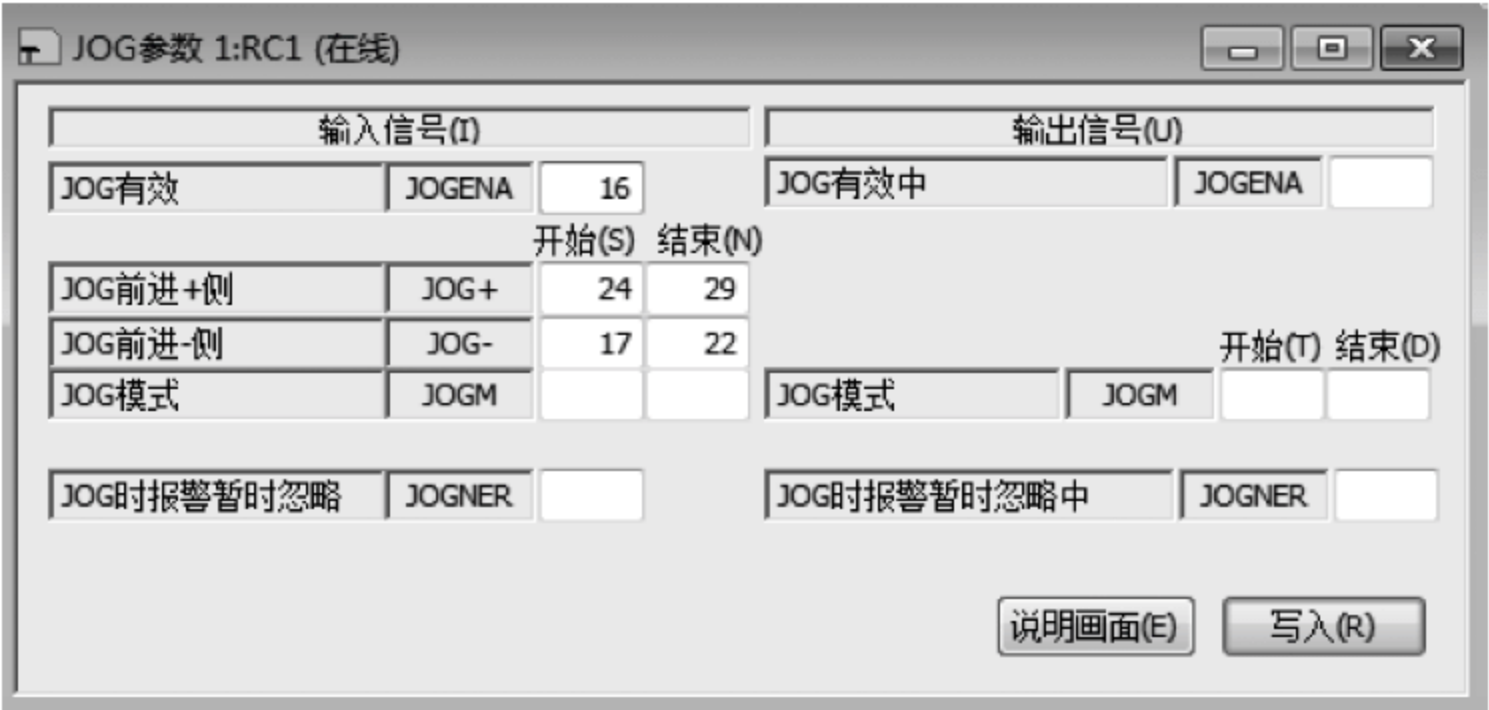 JOG参数 1:RC1 (在线)
输入信号(I) 输出信号(U)
JOG有效 JOGENA 16 JOG有效中 JOGENA
开始(S) 结束(N)
JOG前进+侧 JOG+ 24 29
JOG前进-侧 JOG- 17 22 开始(T) 结束(D)
JOG模式 JOGM JOG模式 JOGM
JOG时报警暂时忽略 JOGNER JOG时报警暂时忽略中 JOGNER
说明画面(E) 写入(R)